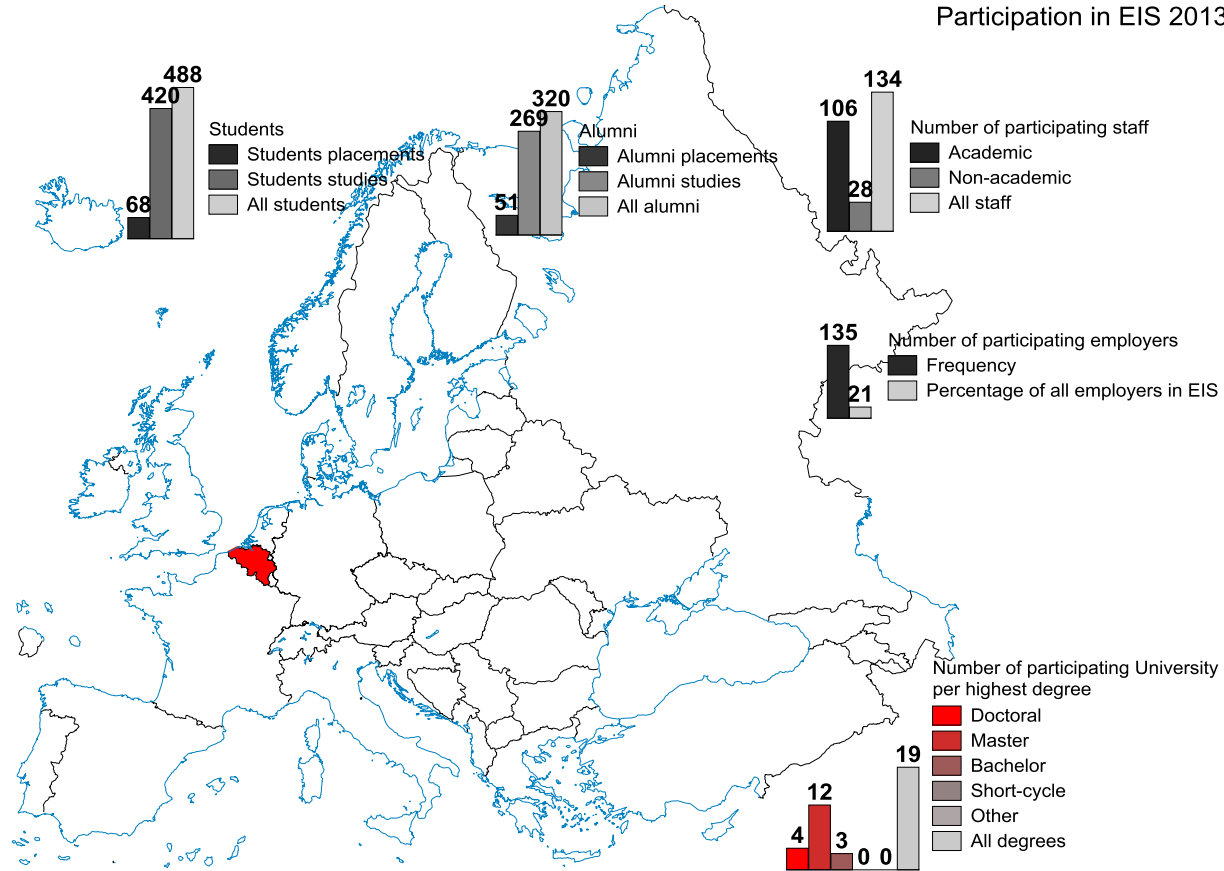 Participation in EIS 2013
488
420
68
Students
Students placements
Students studies
All students
320
269
51
Alumni
Alumni placements
Alumni studies
All alumni
134
106
28
Number of participating staff
Academic
Non-academic
All staff
135
21
Number of participating employers
Frequency
Percentage of all employers in EIS
Number of participating University
per highest degree
Doctoral
Master
Bachelor
Short-cycle
Other
All degrees
4
12
3
0
0
19